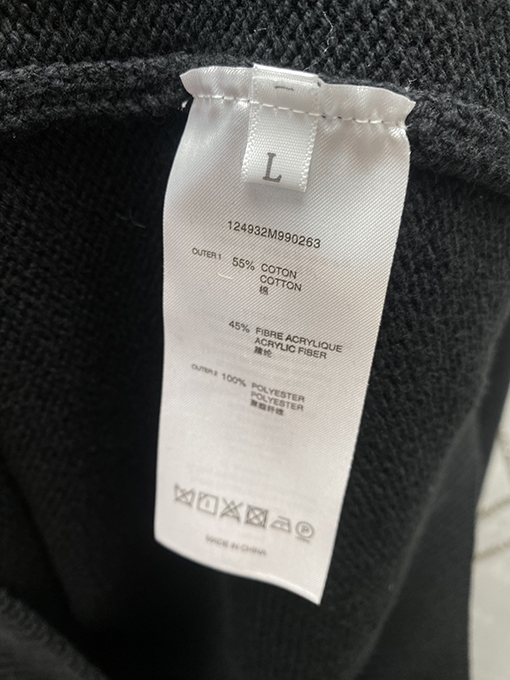 L
124932M990263
OUTER 1 55% COTON
COTTON
棉
45% FIBRE ACRYLIQUE
ACRYLIC FIBER
腈纶
OUTER 2 100% POLYESTER
POLYESTER
聚酯纤维
MADE IN CHINA